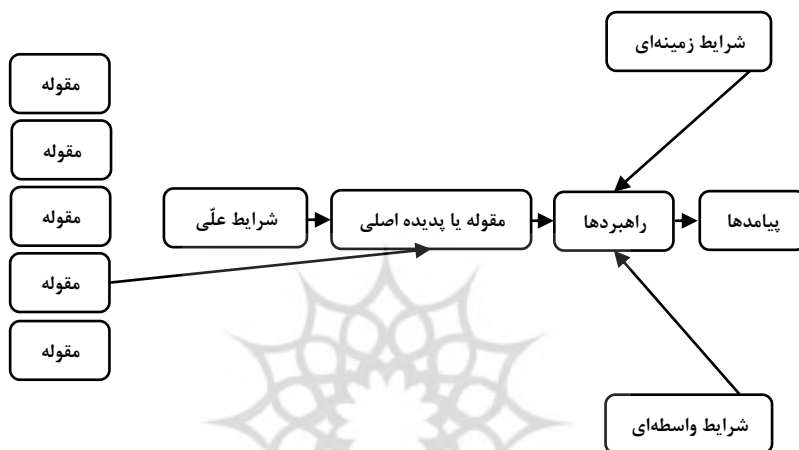 شرایط زمینه‌ای
مقوله
مقوله
مقوله
شرایط علّی
مقوله یا پدیده اصلی
راهبردها
پیامدها
مقوله
مقوله
شرایط واسطه‌ای